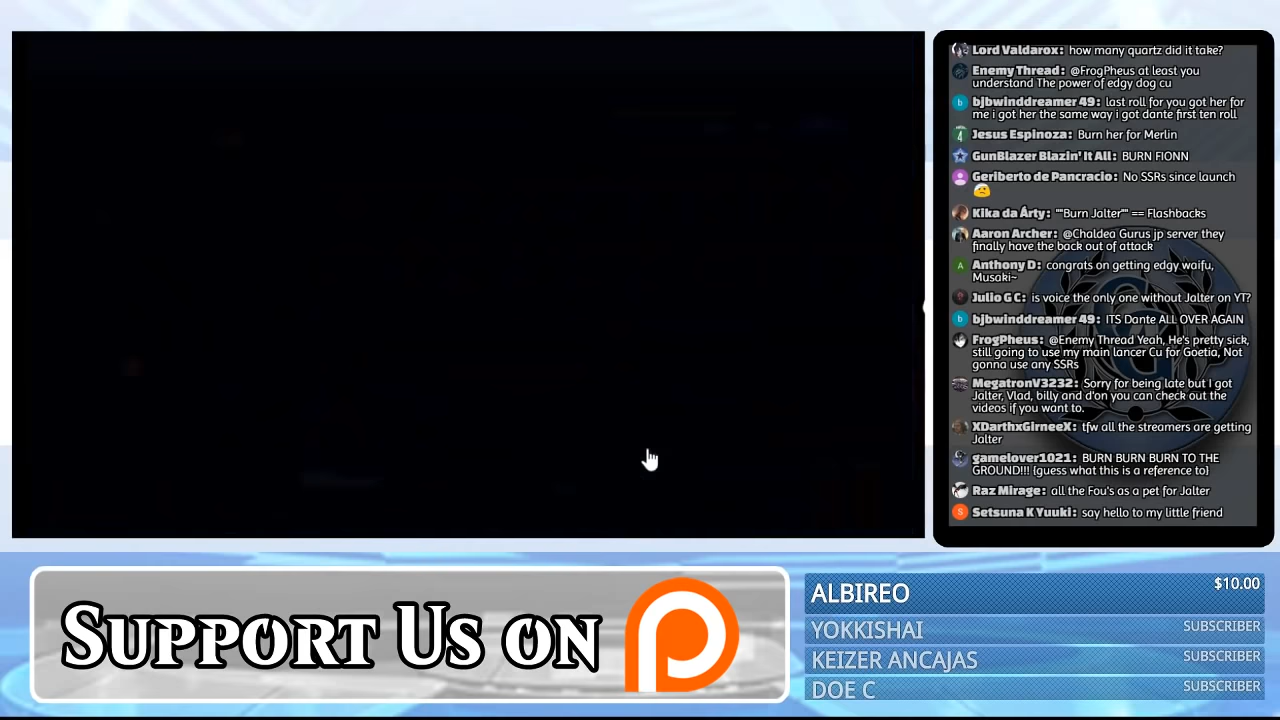 Lord Valdarox: how many quartz did it take?
Enemy Thread: @FrogPheus at least you
understand The power of edgy dog cu
bjbwinddreamer 49: last roll for you got her for
me i got her the same way i got dante first ten roll
Jesus Espinoza: Burn her for Merlin
GunBlazer Blazin' It All: BURN FIONN
Geriberto de Pancracio: No SSRs since launch
🤕
Kika da Árty: ""Burn Jalter"" == Flashbacks
Aaron Archer: @Chaldea Gurus jp server they
finally have the back out of attack
A Anthony D: congrats on getting edgy waifu,
Musaki~
Julio G C: is voice the only one without Jalter on YT?
b bjbwinddreamer 49: ITS Dante ALL OVER AGAIN
FrogPheus: @Enemy Thread Yeah, He's pretty sick,
still going to use my main lancer Cu for Goetia, Not
gonna use any SSRs
MegatronV3232: Sorry for being late but I got
Jalter, Vlad, billy and d'on you can check out the
videos if you want to.
XDarthxGirneeX: tfw all the streamers are getting
Jalter
gamelover1021: BURN BURN BURN TO THE
GROUND!!! {guess what this is a reference to}
Raz Mirage: all the Fou's as a pet for Jalter
S Setsuna K Yuuki: say hello to my little friend
Support Us on
ALBIREO $10.00
YOKKISHAI SUBSCRIBER
KEIZER ANCAJAS SUBSCRIBER
DOE C SUBSCRIBER